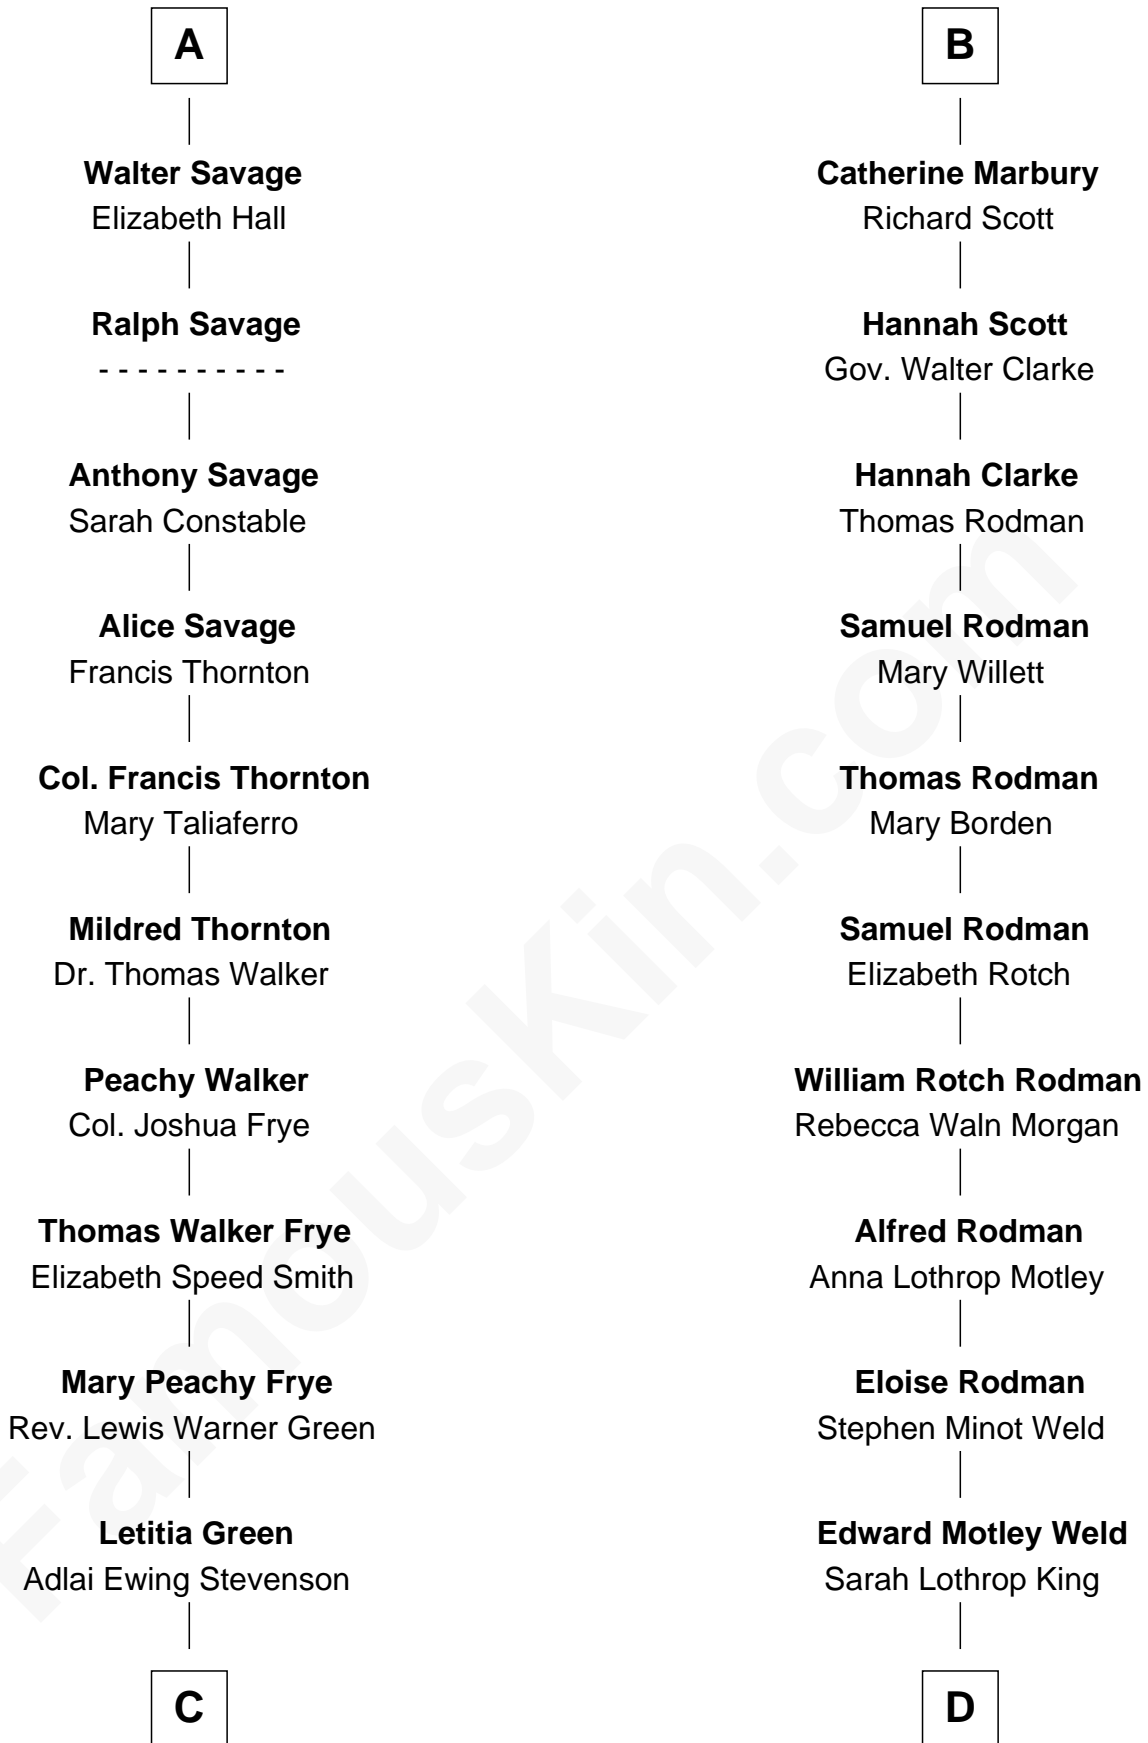 A
Walter Savage
Elizabeth Hall
Ralph Savage
- - - - - - - - - -
Anthony Savage
Sarah Constable
Alice Savage
Francis Thornton
Col. Francis Thornton
Mary Taliaferro
Mildred Thornton
Dr. Thomas Walker
Peachy Walker
Col. Joshua Frye
Thomas Walker Frye
Elizabeth Speed Smith
Mary Peachy Frye
Rev. Lewis Warner Green
Letitia Green
Adlai Ewing Stevenson
C
B
Catherine Marbury
Richard Scott
Hannah Scott
Gov. Walter Clarke
Hannah Clarke
Thomas Rodman
Samuel Rodman
Mary Willett
Thomas Rodman
Mary Borden
Samuel Rodman
Elizabeth Rotch
William Rotch Rodman
Rebecca Waln Morgan
Alfred Rodman
Anna Lothrop Motley
Eloise Rodman
Stephen Minot Weld
Edward Motley Weld
Sarah Lothrop King
D
FamousKin.com